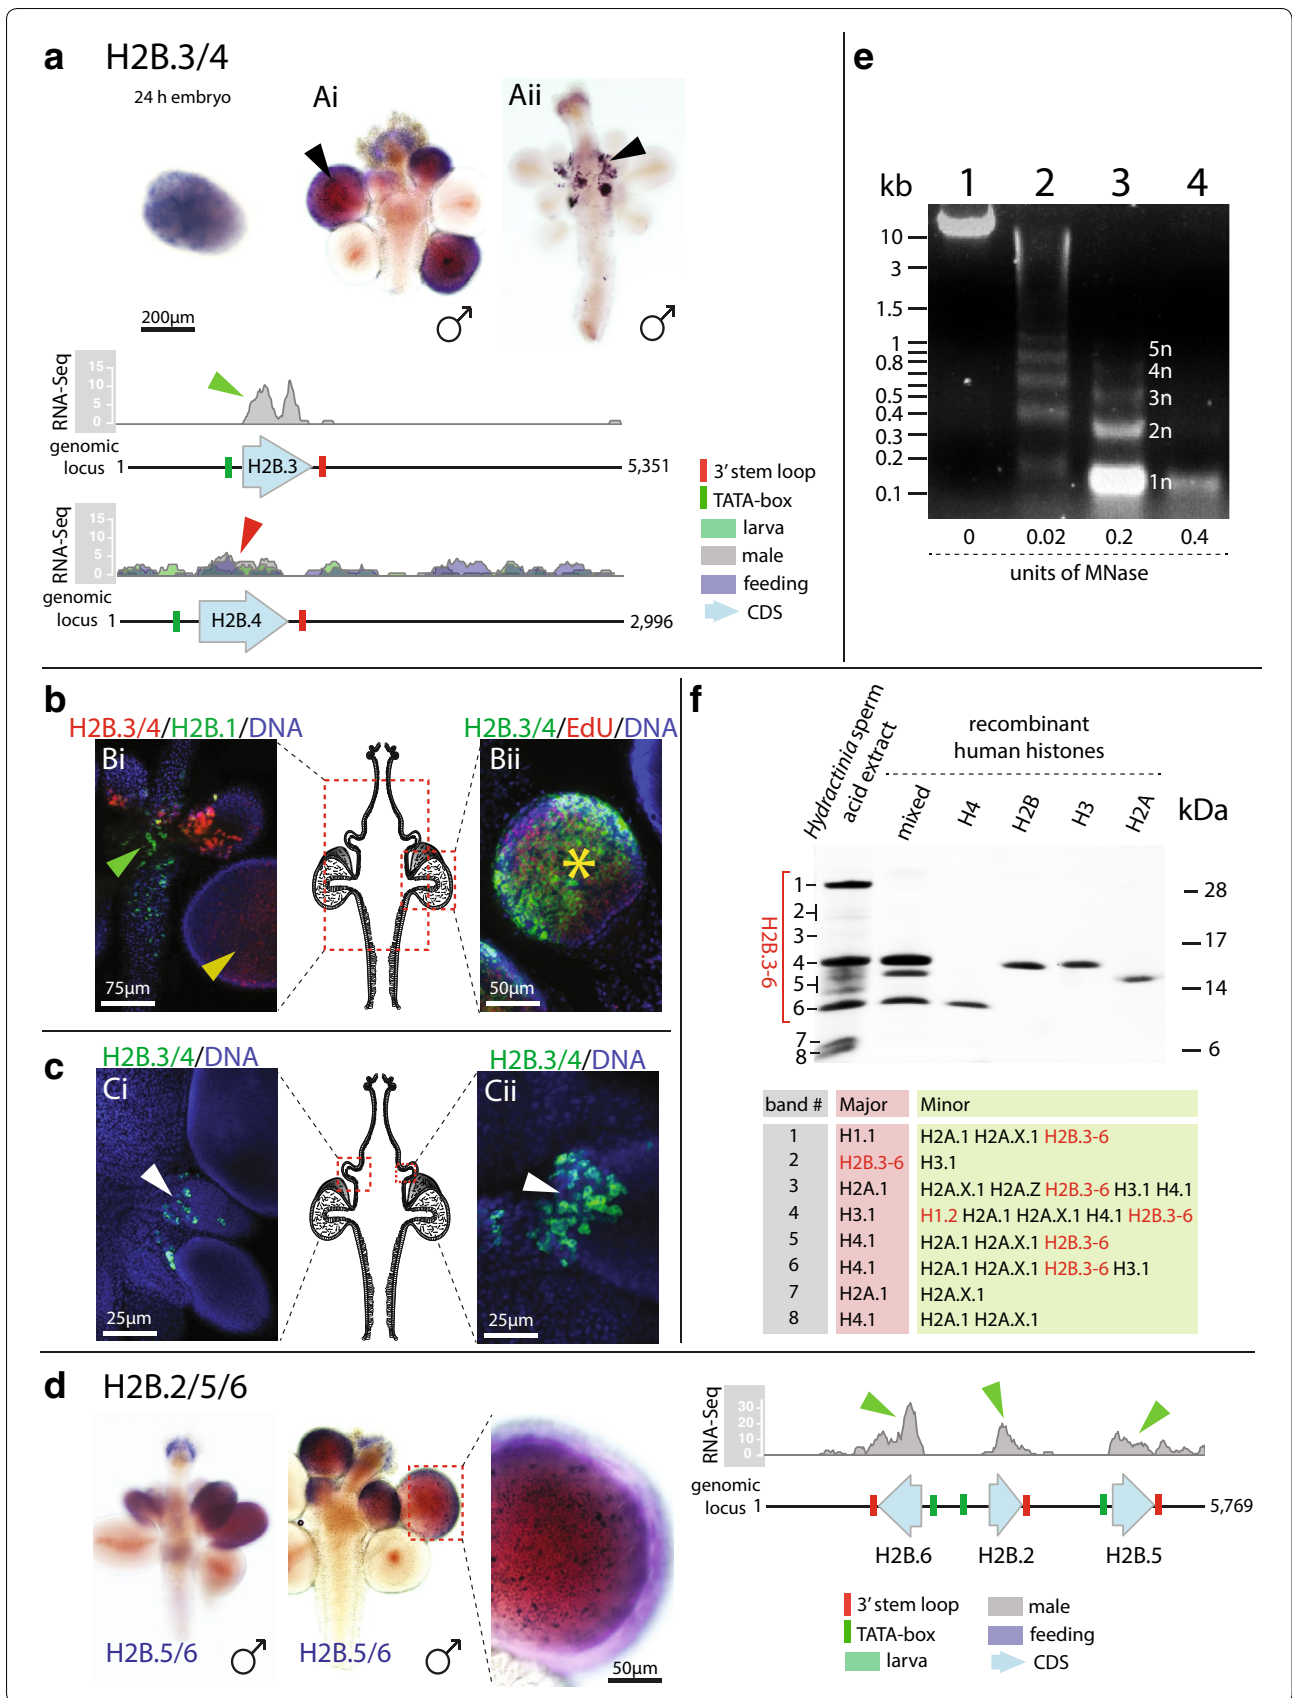 a H2B.3/4
24 h embryo
Ai
Aii
200µm
RNA-Seq
15
10
5
0
genomic locus 1
H2B.3
5,351
RNA-Seq
15
10
5
0
genomic locus 1
H2B.4
2,996
3' stem loop
TATA-box
larva
male
feeding
CDS
e
kb 1 2 3 4
10
3
1.5
1
0.8
0.5
0.4
0.3
0.2
0.1
5n
4n
3n
2n
1n
0 0.02 0.2 0.4
units of MNase
b
H2B.3/4/H2B.1/DNA
Bi
75µm
H2B.3/4/EdU/DNA
Bii
*
50µm
c
H2B.3/4/DNA
Ci
25µm
H2B.3/4/DNA
Cii
25µm
f
Hydractinia sperm
acid extract
recombinant
human histones
mixed
H4
H2B
H3
H2A
kDa
H2B.3-6
1
2
3
4
5
6
7
8
28
17
14
6
band # Major Minor
1 H1.1 H2A.1 H2A.X.1 H2B.3-6
2 H2B.3-6 H3.1
3 H2A.1 H2A.X.1 H2A.Z H2B.3-6 H3.1 H4.1
4 H3.1 H1.2 H2A.1 H2A.X.1 H4.1 H2B.3-6
5 H4.1 H2A.1 H2A.X.1 H2B.3-6
6 H4.1 H2A.1 H2A.X.1 H2B.3-6 H3.1
7 H2A.1 H2A.X.1
8 H4.1 H2A.1 H2A.X.1
d H2B.2/5/6
H2B.5/6
H2B.5/6
50µm
RNA-Seq
30
20
10
0
genomic locus 1
5,769
H2B.6 H2B.2 H2B.5
3' stem loop
TATA-box
larva
male
feeding
CDS